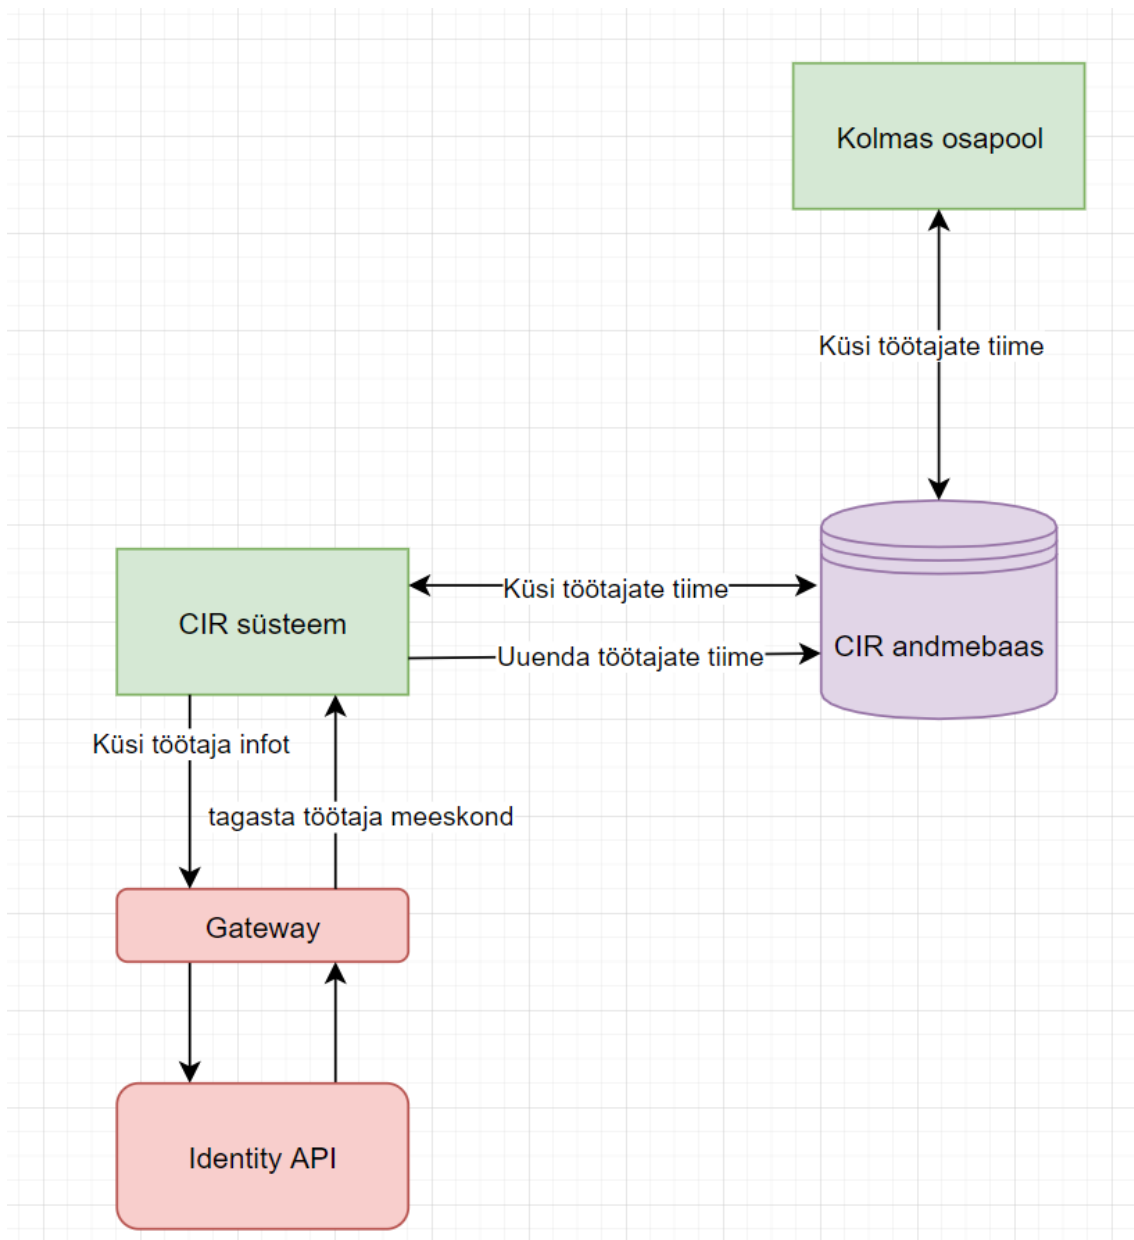 Kolmas osapool
Küsi töötajate tiime
CIR süsteem
Küsi töötajate tiime
Uuenda töötajate tiime
CIR andmebaas
Küsi töötaja infot
tagasta töötaja meeskond
Gateway
Identity API